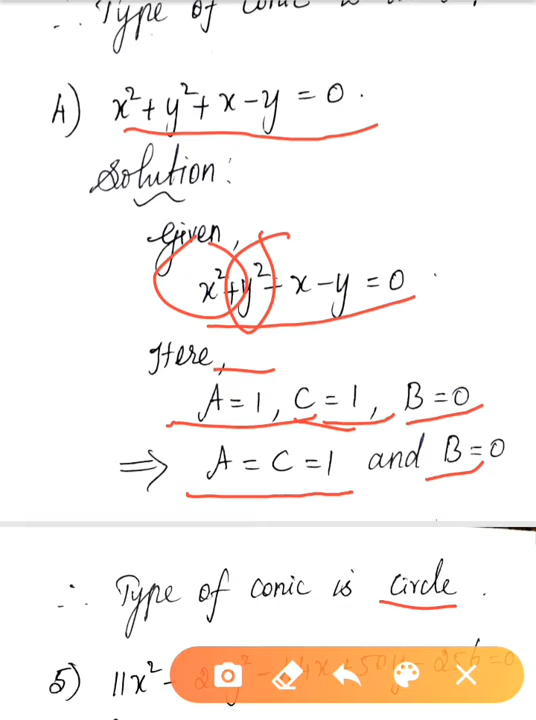 ∴ Type of conic is
4) x²+y²+x-y=0.
Solution:
Given,
x²+y²-x-y=0.
Here,
A=1, C=1, B=0
⇒ A=C=1 and B=0
∴ Type of conic is circle.
5) 11x²-